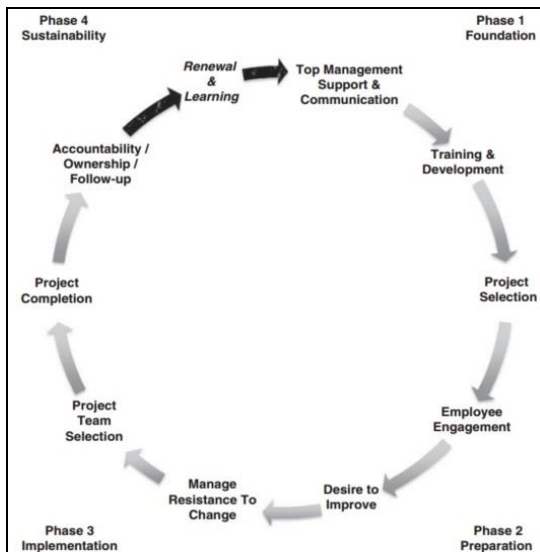 Phase 4
Sustainability
Phase 1
Foundation
Renewal
&
Learning
Top Management
Support &
Communication
Training &
Development
Project
Selection
Employee
Engagement
Desire to
Improve
Manage
Resistance To
Change
Project
Team
Selection
Project
Completion
Accountability /
Ownership /
Follow-up
Phase 3
Implementation
Phase 2
Preparation